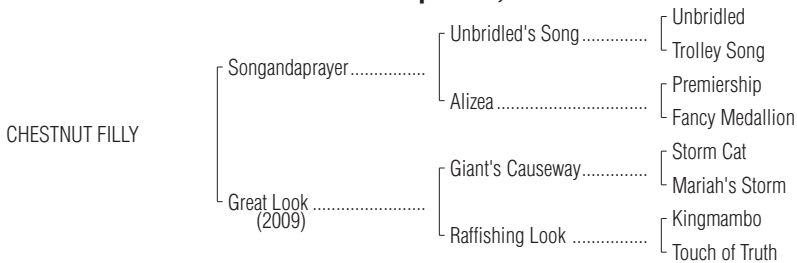 Unbridled
Unbridled's Song ..............
Trolley Song
Songandaprayer................
Premiership
Alizea ................................
Fancy Medallion
CHESTNUT FILLY
Storm Cat
Giant's Causeway..............
Mariah's Storm
Great Look ........................
(2009)
Kingmambo
Raffishing Look ................
Touch of Truth